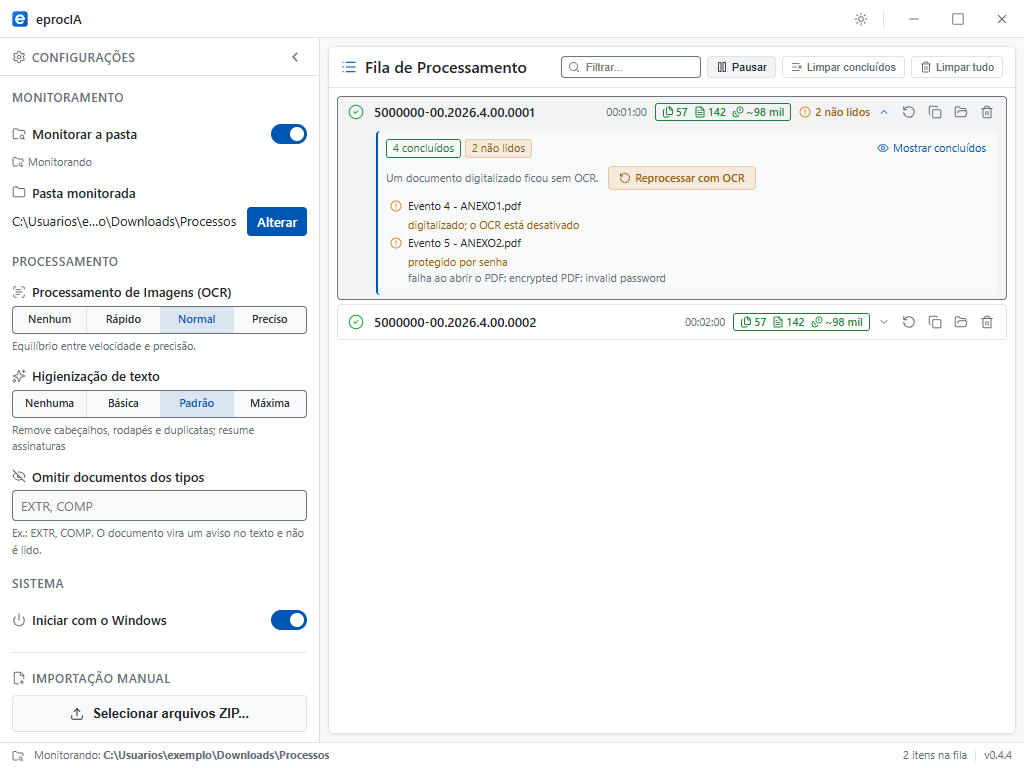 eprocIA
CONFIGURAÇÕES
MONITORAMENTO
Monitorar a pasta
Monitorando
Pasta monitorada
C:\Usuarios\e...o\Downloads\Processos
Alterar
PROCESSAMENTO
Processamento de Imagens (OCR)
Nenhum Rápido Normal Preciso
Equilíbrio entre velocidade e precisão.
Higienização de texto
Nenhuma Básica Padrão Máxima
Remove cabeçalhos, rodapés e duplicatas; resume
assinaturas
Omitir documentos dos tipos
EXTR, COMP
Ex.: EXTR, COMP. O documento vira um aviso no texto e não
é lido.
SISTEMA
Iniciar com o Windows
IMPORTAÇÃO MANUAL
Selecionar arquivos ZIP...
Fila de Processamento
Filtrar...
Pausar
Limpar concluídos
Limpar tudo
5000000-00.2026.4.00.0001 00:01:00 57 142 ~98 mil 2 não lidos
4 concluídos 2 não lidos Mostrar concluídos
Um documento digitalizado ficou sem OCR. Reprocessar com OCR
Evento 4 - ANEXO1.pdf
digitalizado; o OCR está desativado
Evento 5 - ANEXO2.pdf
protegido por senha
falha ao abrir o PDF: encrypted PDF: invalid password
5000000-00.2026.4.00.0002 00:02:00 57 142 ~98 mil
Monitorando: C:\Usuarios\exemplo\Downloads\Processos
2 itens na fila v0.4.4